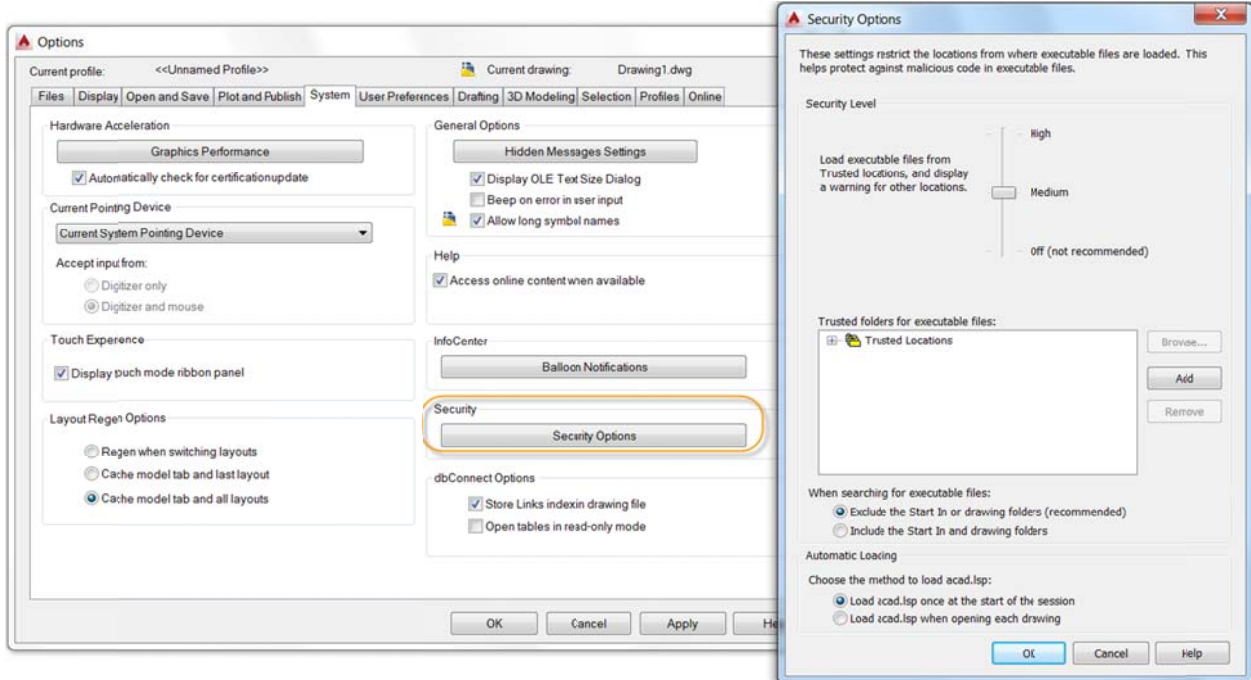 Options
Current profile: <<Unnamed Profile>> Current drawing: Drawing1.dwg
Files Display Open and Save Plot and Publish System User Preferences Drafting 3D Modeling Selection Profiles Online
Hardware Acceleration
Graphics Performance
Automatically check for certification update
Current Pointing Device
Current System Pointing Device
Accept input from:
Digitizer only
Digitizer and mouse
Touch Experience
Display touch mode ribbon panel
Layout Regen Options
Regen when switching layouts
Cache model tab and last layout
Cache model tab and all layouts
General Options
Hidden Messages Settings
Display OLE Text Size Dialog
Beep on error in user input
Allow long symbol names
Help
Access online content when available
InfoCenter
Balloon Notifications
Security
Security Options
dbConnect Options
Store Links index in drawing file
Open tables in read-only mode
OK Cancel Apply He
Security Options
These settings restrict the locations from where executable files are loaded. This
helps protect against malicious code in executable files.
Security Level
High
Load executable files from
Trusted locations, and display
a warning for other locations.
Medium
Off (not recommended)
Trusted folders for executable files:
Trusted Locations
Browse...
Add
Remove
When searching for executable files:
Exclude the Start In or drawing folders (recommended)
Include the Start In and drawing folders
Automatic Loading
Choose the method to load acad.lsp:
Load acad.lsp once at the start of the session
Load acad.lsp when opening each drawing
OK Cancel Help